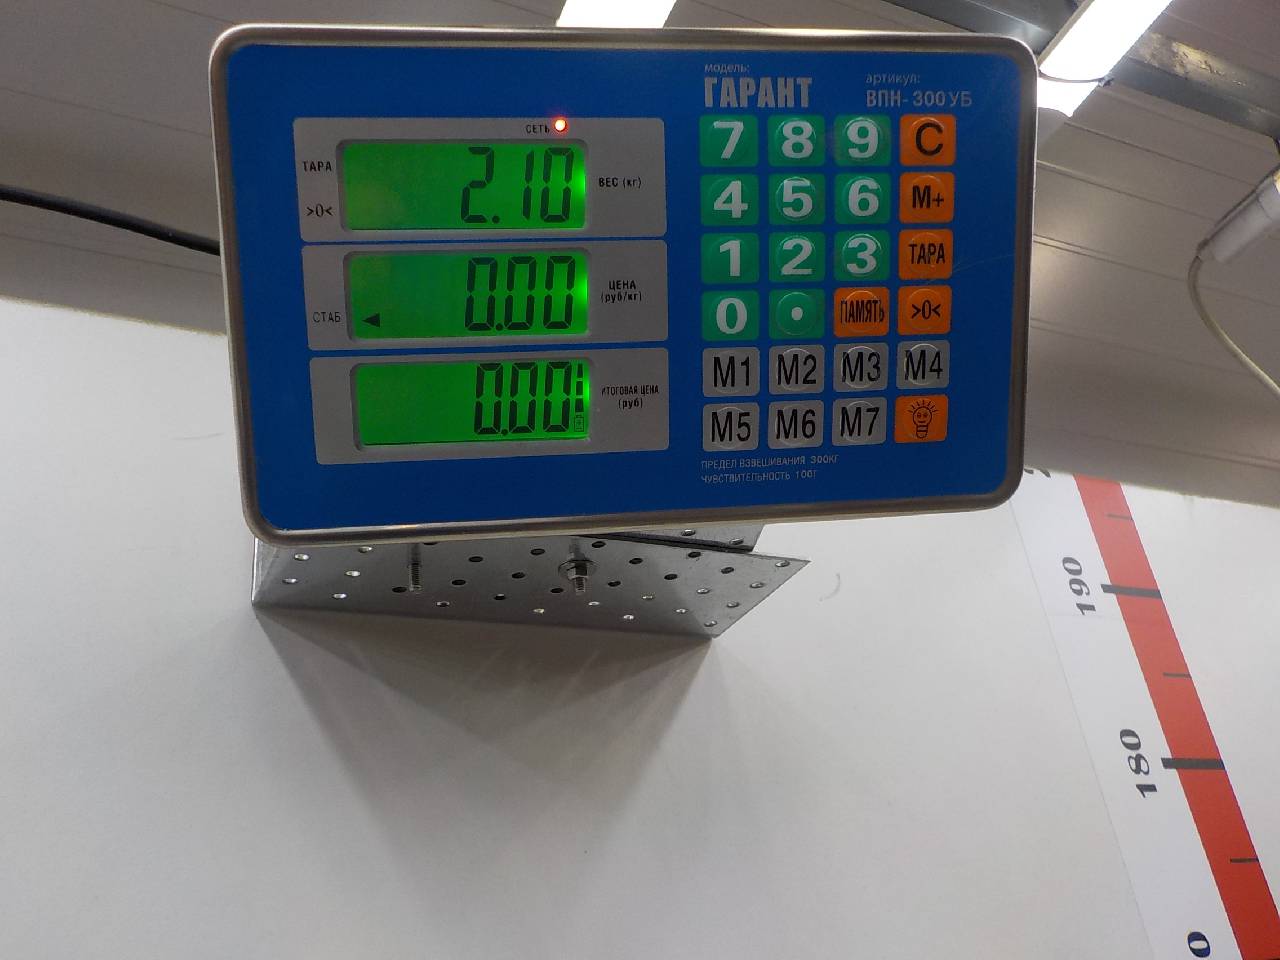 модель:
ГАРАНТ
артикул:
ВПН-300УБ
СЕТЬ
ТАРА
>0<
2.10
ВЕС (кг)
СТАБ
0.00
ЦЕНА
(руб/кг)
0.00
ИТОГОВАЯ ЦЕНА
(руб)
7 8 9 C
4 5 6 M+
1 2 3 ТАРА
0 . ПАМЯТЬ >0<
M1 M2 M3 M4
M5 M6 M7
ПРЕДЕЛ ВЗВЕШИВАНИЯ 300КГ
ЧУВСТВИТЕЛЬНОСТЬ 100Г
190
180